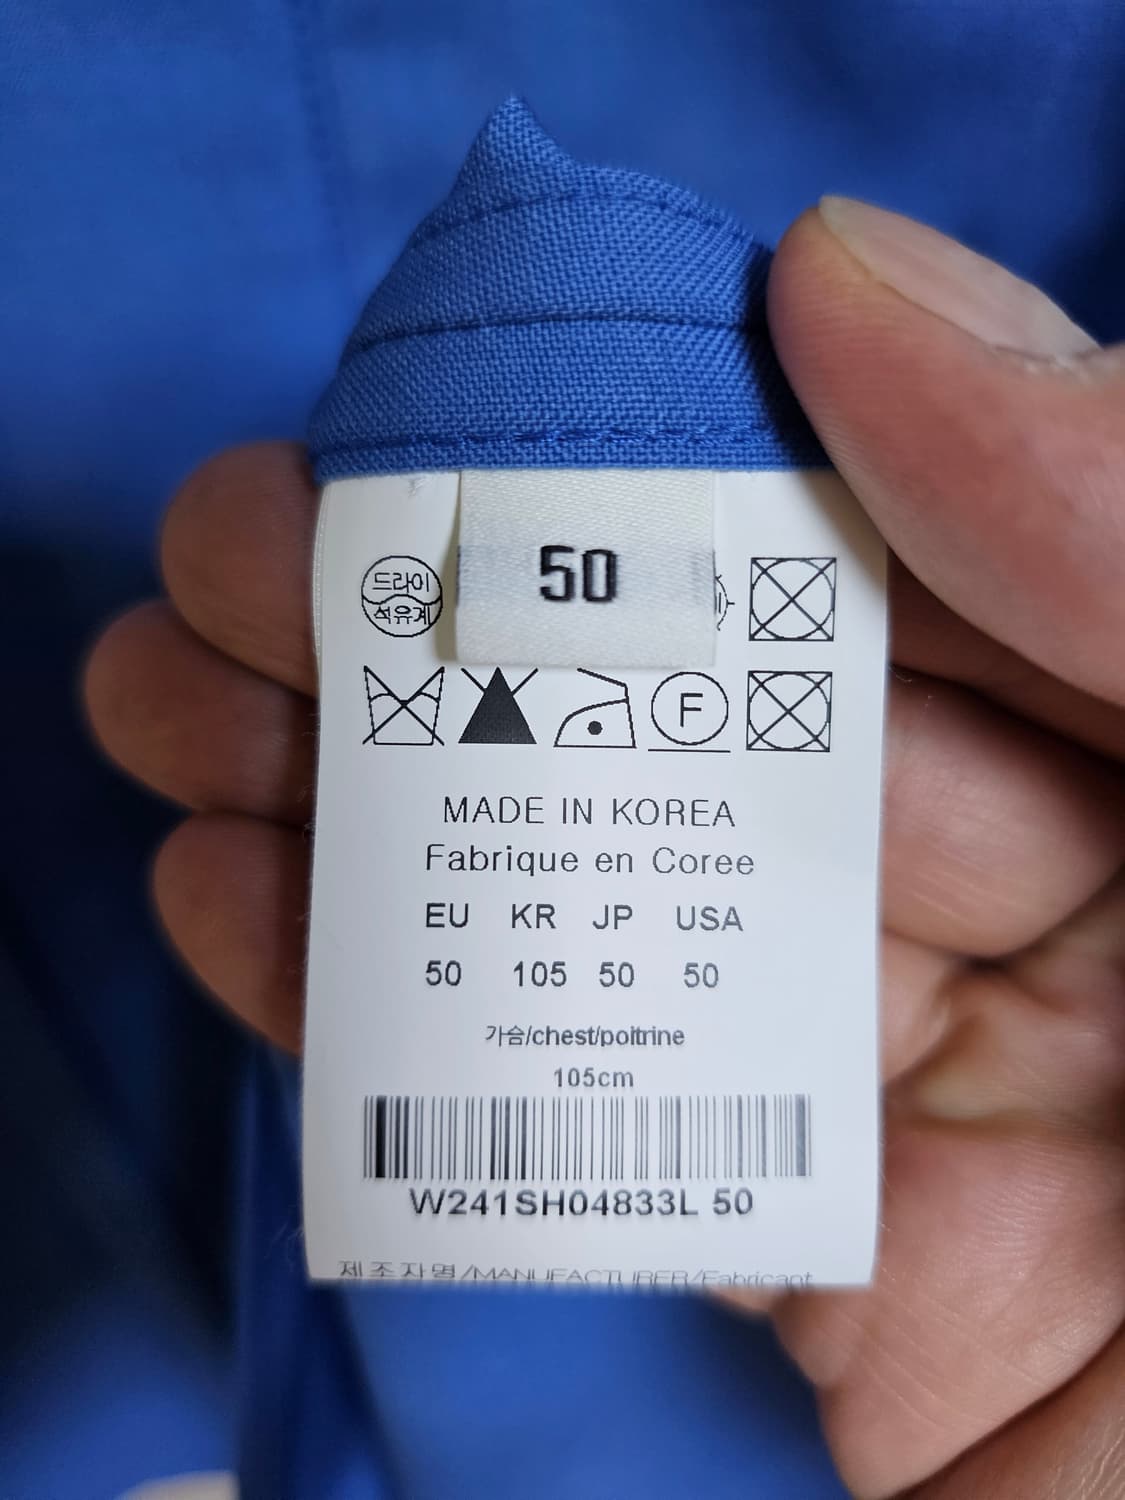 50
드라이
석유계
F
MADE IN KOREA
Fabrique en Coree
EU KR JP USA
50 105 50 50
가슴/chest/poitrine
105cm
W241SH04833L 50
제조자명/MANUFACTURER/Fabricant